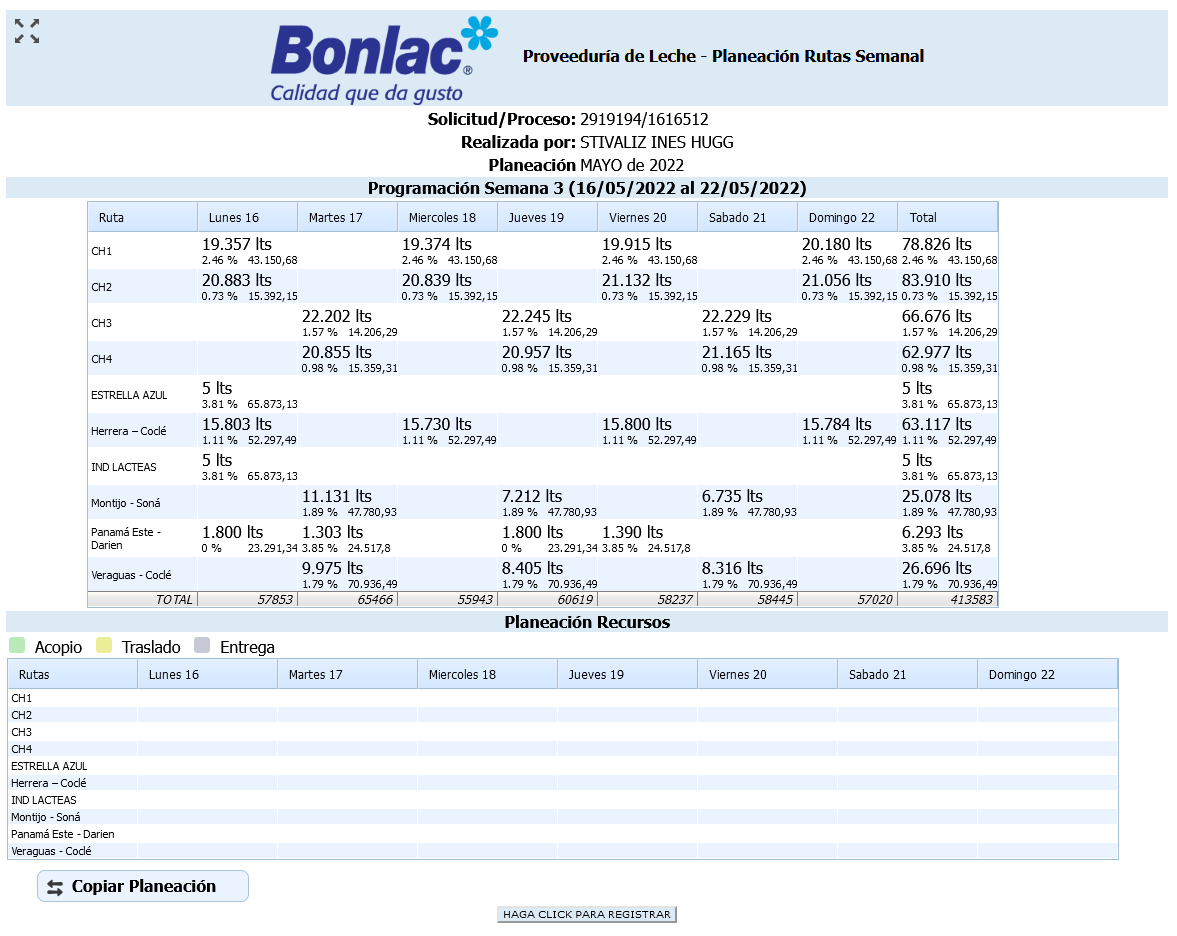 Bonlac®
Calidad que da gusto
Proveeduría de Leche - Planeación Rutas Semanal
Solicitud/Proceso: 2919194/1616512
Realizada por: STIVALIZ INES HUGG
Planeación MAYO de 2022
Programación Semana 3 (16/05/2022 al 22/05/2022)
Ruta Lunes 16 Martes 17 Miercoles 18 Jueves 19 Viernes 20 Sabado 21 Domingo 22 Total
CH1 19.357 lts 19.374 lts 19.915 lts 20.180 lts 78.826 lts
2.46 % 43.150,68 2.46 % 43.150,68 2.46 % 43.150,68 2.46 % 43.150,68 2.46 % 43.150,68
CH2 20.883 lts 20.839 lts 21.132 lts 21.056 lts 83.910 lts
0.73 % 15.392,15 0.73 % 15.392,15 0.73 % 15.392,15 0.73 % 15.392,15 0.73 % 15.392,15
CH3 22.202 lts 22.245 lts 22.229 lts 66.676 lts
1.57 % 14.206,29 1.57 % 14.206,29 1.57 % 14.206,29 1.57 % 14.206,29
CH4 20.855 lts 20.957 lts 21.165 lts 62.977 lts
0.98 % 15.359,31 0.98 % 15.359,31 0.98 % 15.359,31 0.98 % 15.359,31
ESTRELLA AZUL 5 lts 5 lts
3.81 % 65.873,13 3.81 % 65.873,13
Herrera – Coclé 15.803 lts 15.730 lts 15.800 lts 15.784 lts 63.117 lts
1.11 % 52.297,49 1.11 % 52.297,49 1.11 % 52.297,49 1.11 % 52.297,49 1.11 % 52.297,49
IND LACTEAS 5 lts 5 lts
3.81 % 65.873,13 3.81 % 65.873,13
Montijo - Soná 11.131 lts 7.212 lts 6.735 lts 25.078 lts
1.89 % 47.780,93 1.89 % 47.780,93 1.89 % 47.780,93 1.89 % 47.780,93
Panamá Este - 1.800 lts 1.303 lts 1.800 lts 1.390 lts 6.293 lts
Darien 0 % 23.291,34 3.85 % 24.517,8 0 % 23.291,34 3.85 % 24.517,8 3.85 % 24.517,8
Veraguas - Coclé 9.975 lts 8.405 lts 8.316 lts 26.696 lts
1.79 % 70.936,49 1.79 % 70.936,49 1.79 % 70.936,49 1.79 % 70.936,49
TOTAL 57853 65466 55943 60619 58237 58445 57020 413583
Planeación Recursos
Acopio Traslado Entrega
Rutas Lunes 16 Martes 17 Miercoles 18 Jueves 19 Viernes 20 Sabado 21 Domingo 22
CH1
CH2
CH3
CH4
ESTRELLA AZUL
Herrera – Coclé
IND LACTEAS
Montijo - Soná
Panamá Este - Darien
Veraguas - Coclé
Copiar Planeación
HAGA CLICK PARA REGISTRAR